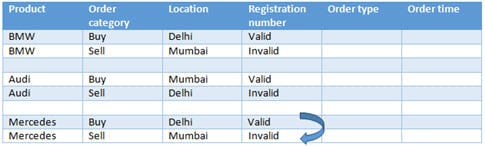 Product Order category Location Registration number Order type Order time
BMW Buy Delhi Valid
BMW Sell Mumbai Invalid
Audi Buy Mumbai Valid
Audi Sell Delhi Invalid
Mercedes Buy Delhi Valid
Mercedes Sell Mumbai Invalid